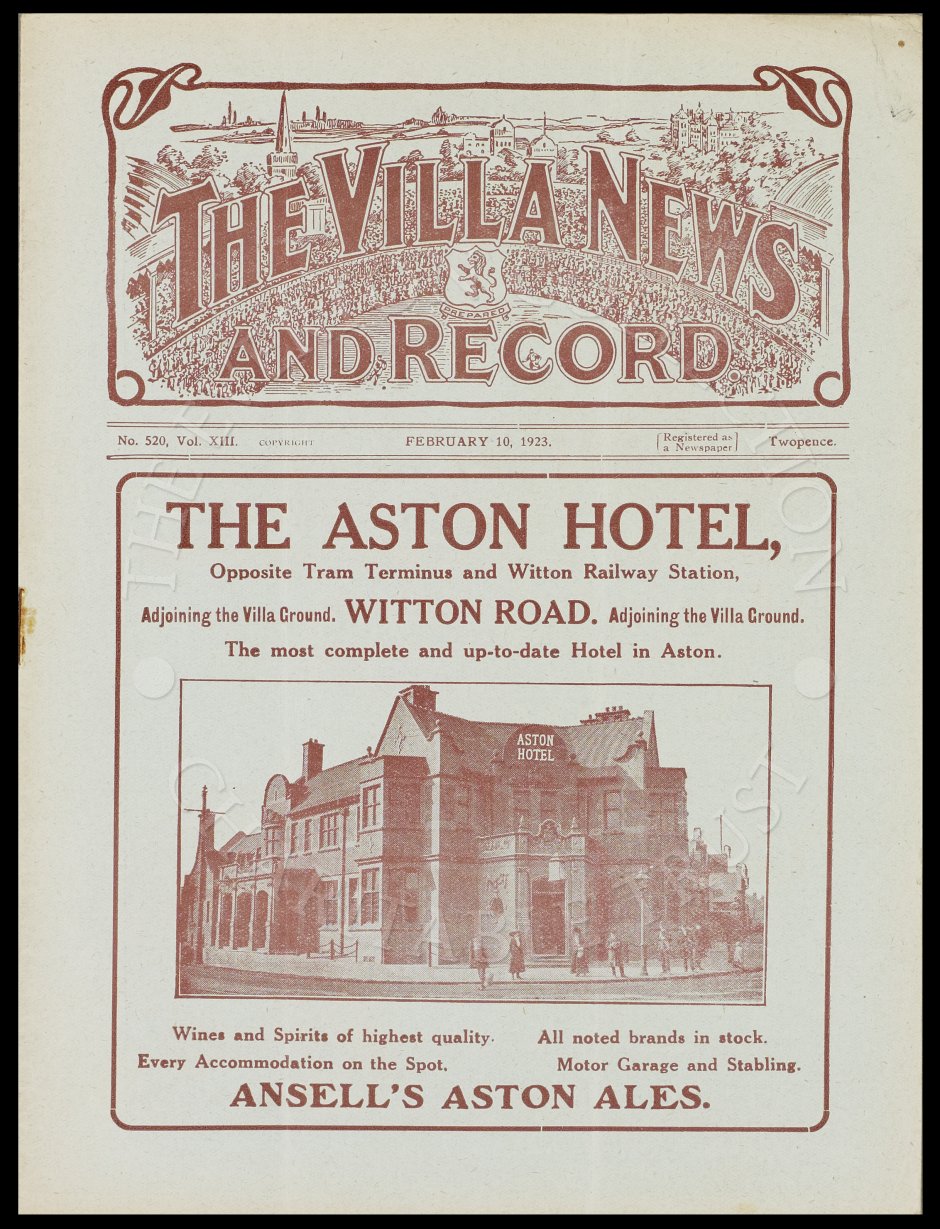 THE VILLA NEWS
PREPARED
AND RECORD.
No. 520, Vol. XIII. COPYRIGHT FEBRUARY 10, 1923. [Registered as a Newspaper] Twopence.
THE ASTON HOTEL,
Opposite Tram Terminus and Witton Railway Station,
Adjoining the Villa Ground. WITTON ROAD. Adjoining the Villa Ground.
The most complete and up-to-date Hotel in Aston.
ASTON
HOTEL
Wines and Spirits of highest quality. All noted brands in stock.
Every Accommodation on the Spot. Motor Garage and Stabling.
ANSELL'S ASTON ALES.